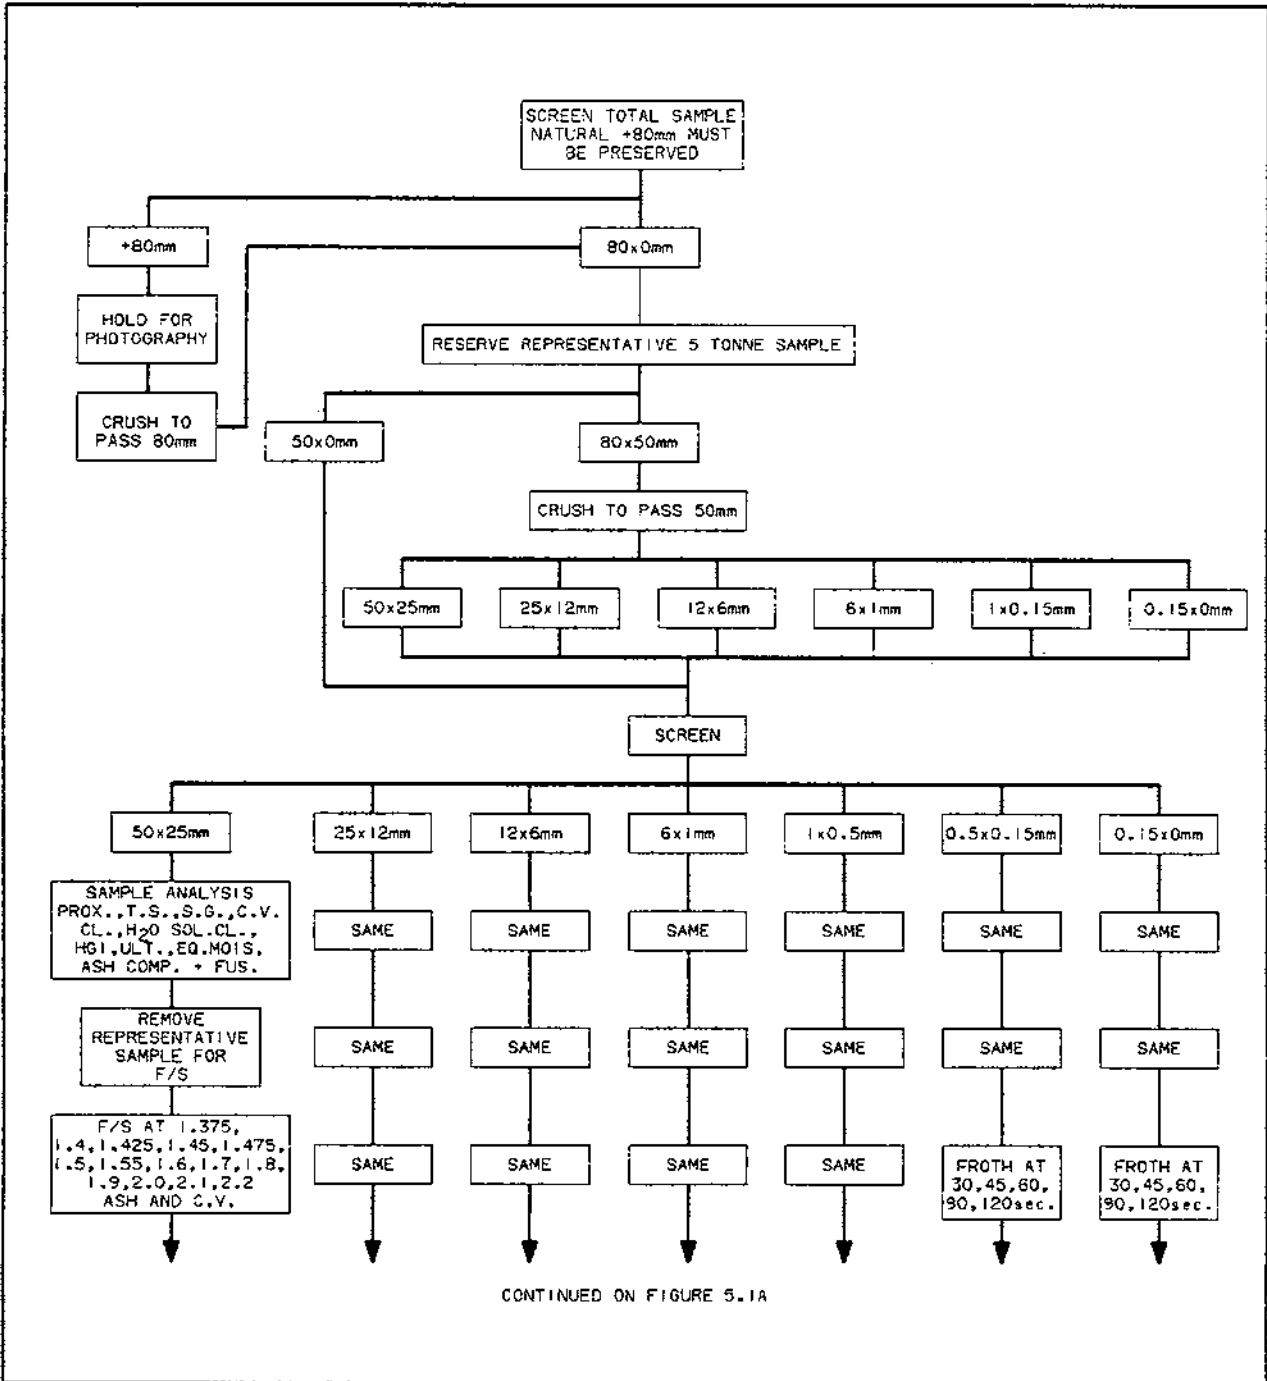 SCREEN TOTAL SAMPLE
NATURAL +80mm MUST
BE PRESERVED
+80mm
80x0mm
HOLD FOR
PHOTOGRAPHY
RESERVE REPRESENTATIVE 5 TONNE SAMPLE
CRUSH TO
PASS 80mm
50x0mm
80x50mm
CRUSH TO PASS 50mm
50x25mm
25x12mm
12x6mm
6x1mm
1x0.15mm
0.15x0mm
SCREEN
50x25mm
25x12mm
12x6mm
6x1mm
1x0.5mm
0.5x0.15mm
0.15x0mm
SAMPLE ANALYSIS
PROX.,T.S.,S.G.,C.V.
CL.,H2O SOL.CL.,
HGI,ULT.,EQ.MOIS,
ASH COMP. + FUS.
SAME
SAME
SAME
SAME
SAME
SAME
REMOVE
REPRESENTATIVE
SAMPLE FOR
F/S
SAME
SAME
SAME
SAME
SAME
SAME
F/S AT 1.375,
1.4,1.425,1.45,1.475,
1.5,1.55,1.6,1.7,1.8,
1.9,2.0,2.1,2.2
ASH AND C.V.
SAME
SAME
SAME
SAME
FROTH AT
30,45,60,
90,120sec.
FROTH AT
30,45,60,
90,120sec.
CONTINUED ON FIGURE 5.1A